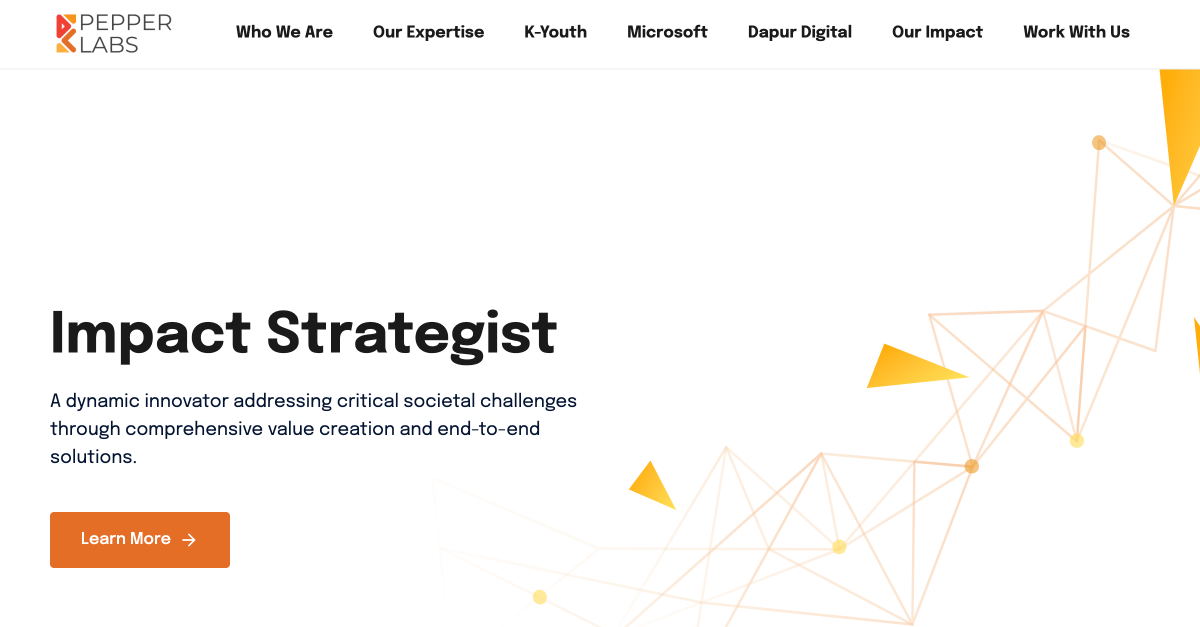 PEPPER
LABS
Who We Are
Our Expertise
K-Youth
Microsoft
Dapur Digital
Our Impact
Work With Us
Impact Strategist
A dynamic innovator addressing critical societal challenges
through comprehensive value creation and end-to-end
solutions.
Learn More